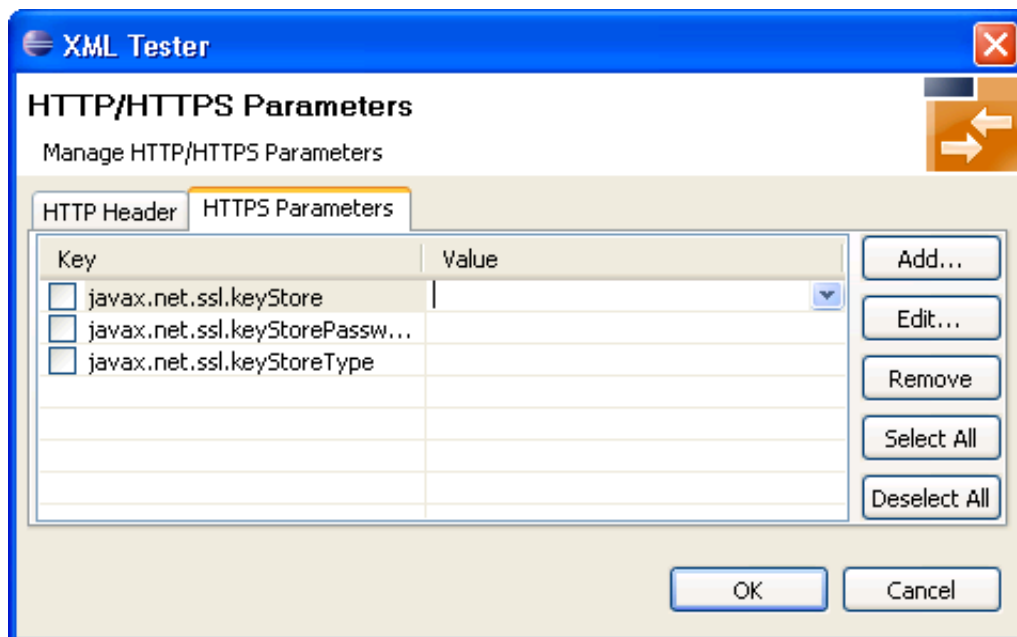 XML Tester
HTTP/HTTPS Parameters
Manage HTTP/HTTPS Parameters
HTTP Header HTTPS Parameters
Key Value
javax.net.ssl.keyStore
javax.net.ssl.keyStorePassw...
javax.net.ssl.keyStoreType
Add...
Edit...
Remove
Select All
Deselect All
OK Cancel